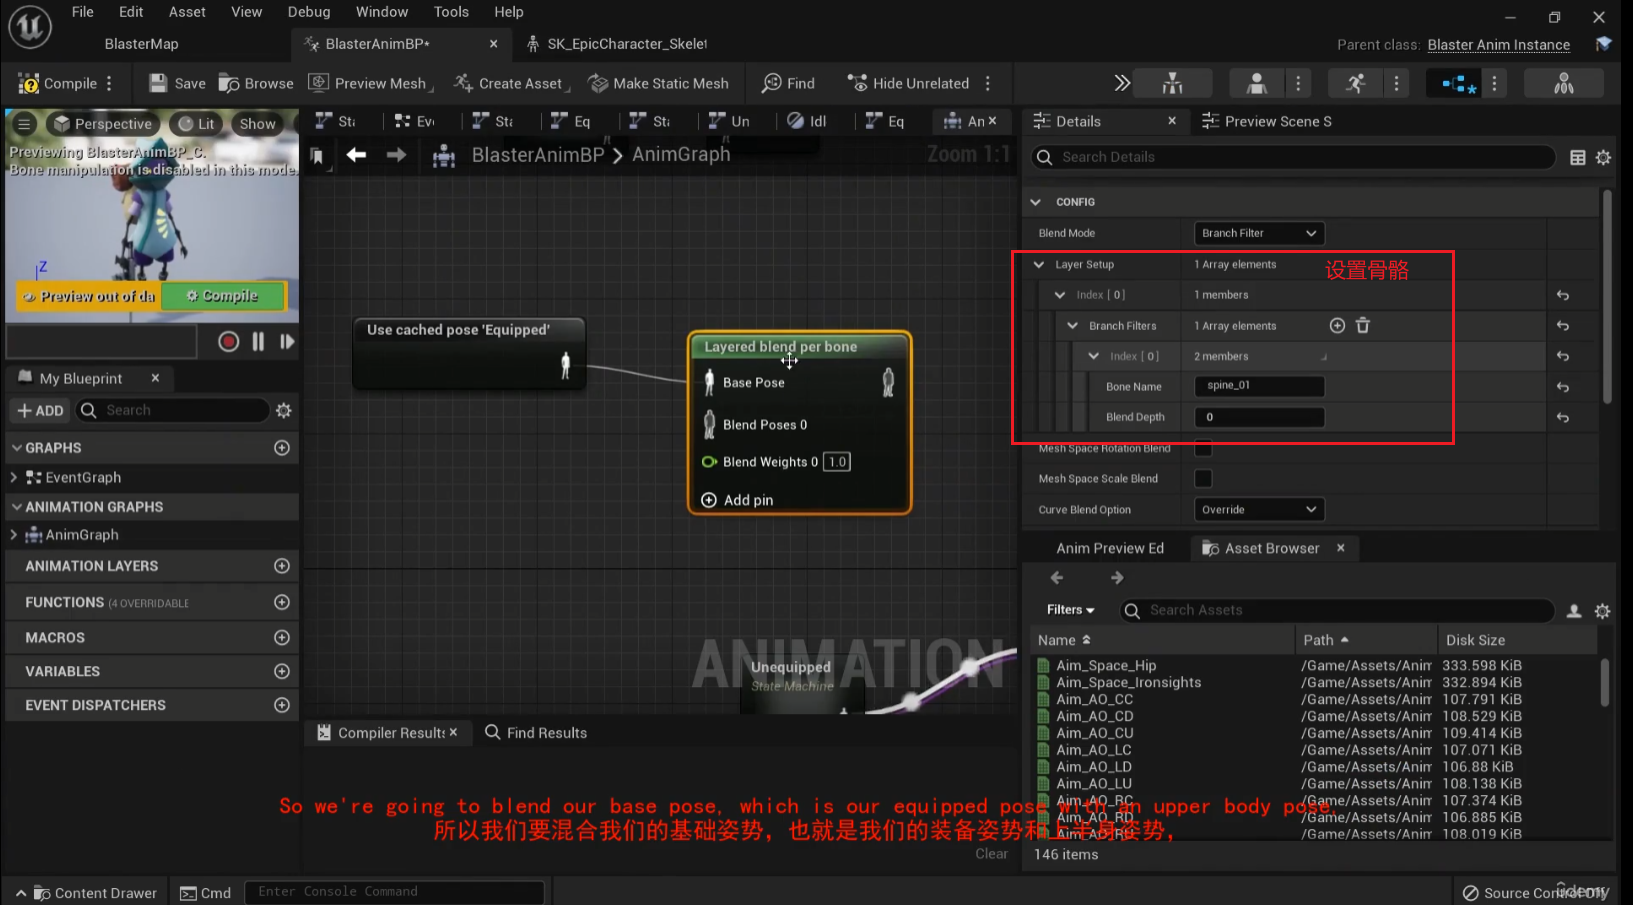 File Edit Asset View Debug Window Tools Help
BlasterMap BlasterAnimBP* SK_EpicCharacter_Skelet Parent class: Blaster Anim Instance
Compile Save Browse Preview Mesh Create Asset Make Static Mesh Find Hide Unrelated
Perspective Lit Show
Previewing BlasterAnimBP_C.
Bone manipulation is disabled in this mode.
Z
Preview out of da Compile
St Ev St Eq St Un Idl Eq An
BlasterAnimBP > AnimGraph Zoom 1:1
Use cached pose 'Equipped'
Layered blend per bone
Base Pose
Blend Poses 0
Blend Weights 0 1.0
Add pin
ANIMATION
Unequipped
State Machine
My Blueprint
ADD Search
GRAPHS
EventGraph
ANIMATION GRAPHS
AnimGraph
ANIMATION LAYERS
FUNCTIONS (4 OVERRIDABLE
MACROS
VARIABLES
EVENT DISPATCHERS
Compiler Results Find Results
Clear
Details Preview Scene S
Search Details
CONFIG
Blend Mode Branch Filter
Layer Setup 1 Array elements 设置骨骼
Index [ 0 ] 1 members
Branch Filters 1 Array elements
Index [ 0 ] 2 members
Bone Name spine_01
Blend Depth 0
Mesh Space Rotation Blend
Mesh Space Scale Blend
Curve Blend Option Override
Anim Preview Ed Asset Browser
Filters Search Assets
Name Path Disk Size
Aim_Space_Hip /Game/Assets/Anim 333.598 KiB
Aim_Space_Ironsights /Game/Assets/Anim 332.894 KiB
Aim_AO_CC /Game/Assets/Anim 107.791 KiB
Aim_AO_CD /Game/Assets/Anim 108.529 KiB
Aim_AO_CU /Game/Assets/Anim 109.414 KiB
Aim_AO_LC /Game/Assets/Anim 107.071 KiB
Aim_AO_LD /Game/Assets/Anim 106.88 KiB
Aim_AO_LU /Game/Assets/Anim 108.138 KiB
Aim_AO_RC /Game/Assets/Anim 107.374 KiB
Aim_AO_RD /Game/Assets/Anim 106.885 KiB
Aim_AO_RU /Game/Assets/Anim 108.019 KiB
146 items
So we're going to blend our base pose, which is our equipped pose with an upper body pose,
所以我们要混合我们的基础姿势，也就是我们的装备姿势和上半身姿势，
Content Drawer Cmd Enter Console Command Source Control Off
ûdemy